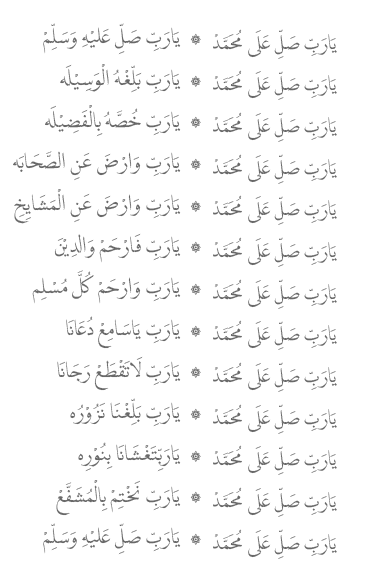 يَارَبِّ صَلِّ عَلَى مُحَمَّدْ ۞ يَارَبِّ صَلِّ عَلَيْهِ وَسَلِّمْ
يَارَبِّ صَلِّ عَلَى مُحَمَّدْ ۞ يَارَبِّ بَلِّغْهُ الْوَسِيْلَه
يَارَبِّ صَلِّ عَلَى مُحَمَّدْ ۞ يَارَبِّ خُصَّهُ بِالْفَضِيْلَه
يَارَبِّ صَلِّ عَلَى مُحَمَّدْ ۞ يَارَبِّ وَارْضَ عَنِ الصَّحَابَه
يَارَبِّ صَلِّ عَلَى مُحَمَّدْ ۞ يَارَبِّ وَارْضَ عَنِ الْمَشَايِخِ
يَارَبِّ صَلِّ عَلَى مُحَمَّدْ ۞ يَارَبِّ فَارْحَمْ وَالدِيْنَ
يَارَبِّ صَلِّ عَلَى مُحَمَّدْ ۞ يَارَبِّ وَارْحَمْ كُلَّ مُسْلِم
يَارَبِّ صَلِّ عَلَى مُحَمَّدْ ۞ يَارَبِّ يَاسَامِعْ دُعَانَا
يَارَبِّ صَلِّ عَلَى مُحَمَّدْ ۞ يَارَبِّ لَاتَقْطَعْ رَجَانَا
يَارَبِّ صَلِّ عَلَى مُحَمَّدْ ۞ يَارَبِّ بَلِّغْنَا نَزُوْرُه
يَارَبِّ صَلِّ عَلَى مُحَمَّدْ ۞ يَارَبِّتَغْشَانَا بِنُوْرِه
يَارَبِّ صَلِّ عَلَى مُحَمَّدْ ۞ يَارَبِّ نَخْتِمْ بِالْمُشَفَّعْ
يَارَبِّ صَلِّ عَلَى مُحَمَّدْ ۞ يَارَبِّ صَلِّ عَلَيْهِ وَسَلِّمْ